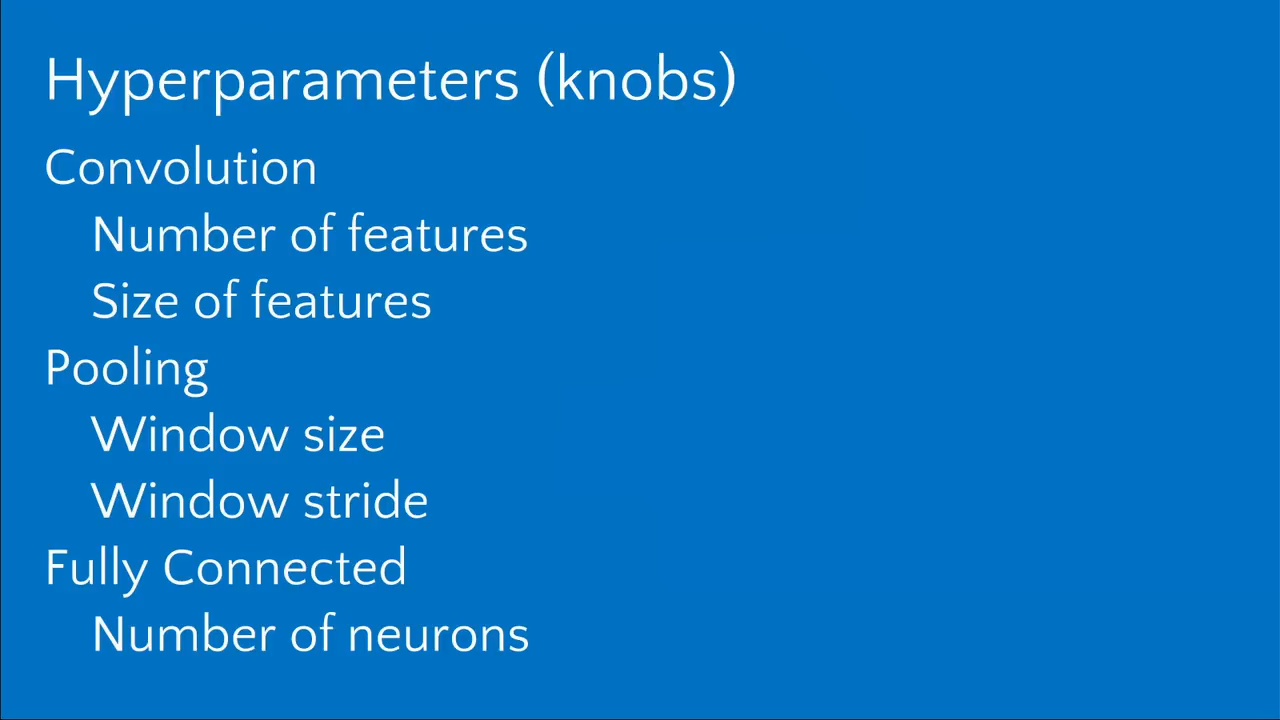 Hyperparameters (knobs)
Convolution
Number of features
Size of features
Pooling
Window size
Window stride
Fully Connected
Number of neurons